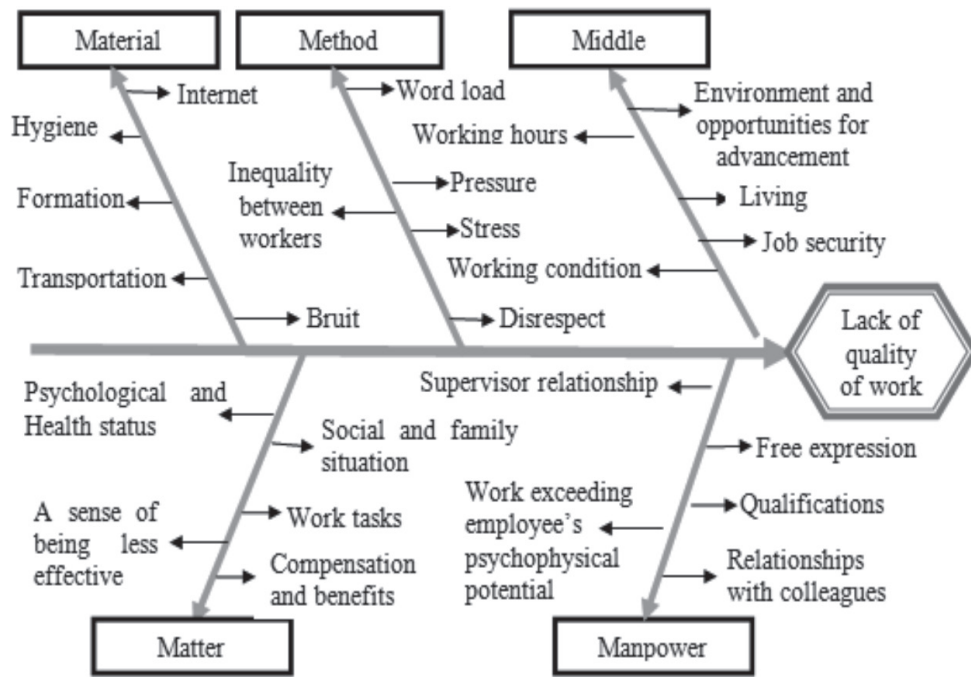 Material
Method
Middle
Internet
Hygiene
Formation
Transportation
Bruit
Word load
Inequality
between
workers
Pressure
Stress
Disrespect
Working hours
Environment and
opportunities for
advancement
Living
Job security
Working condition
Lack of
quality
of work
Psychological and
Health status
Social and family
situation
A sense of
being less
effective
Work tasks
Compensation
and benefits
Supervisor relationship
Free expression
Work exceeding
employee’s
psychophysical
potential
Qualifications
Relationships
with colleagues
Matter
Manpower